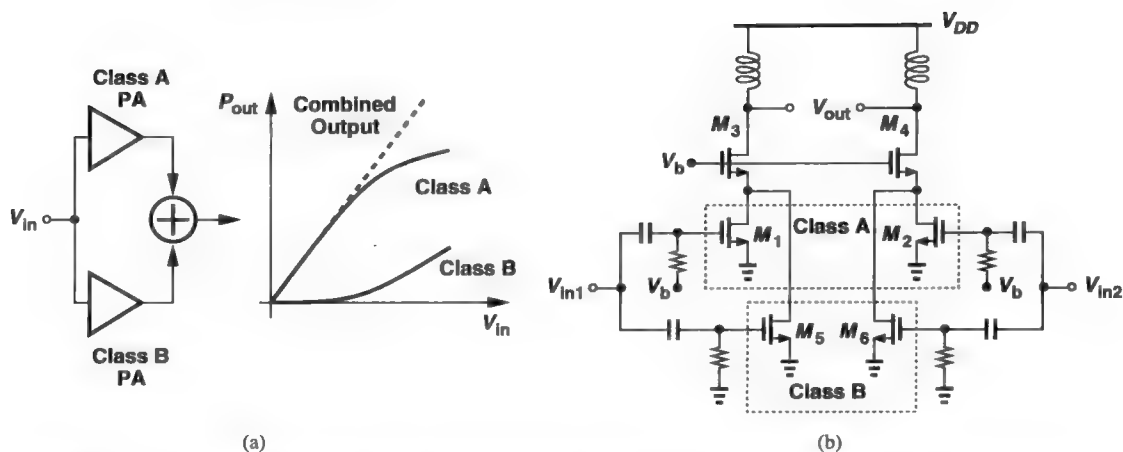 Class A
PA
V_in
Class B
PA
P_out
Combined
Output
Class A
Class B
V_in
(a)
V_DD
V_out
M_3
M_4
V_b
Class A
M_1
M_2
V_in1
V_b
V_b
V_in2
M_5
M_6
Class B
(b)